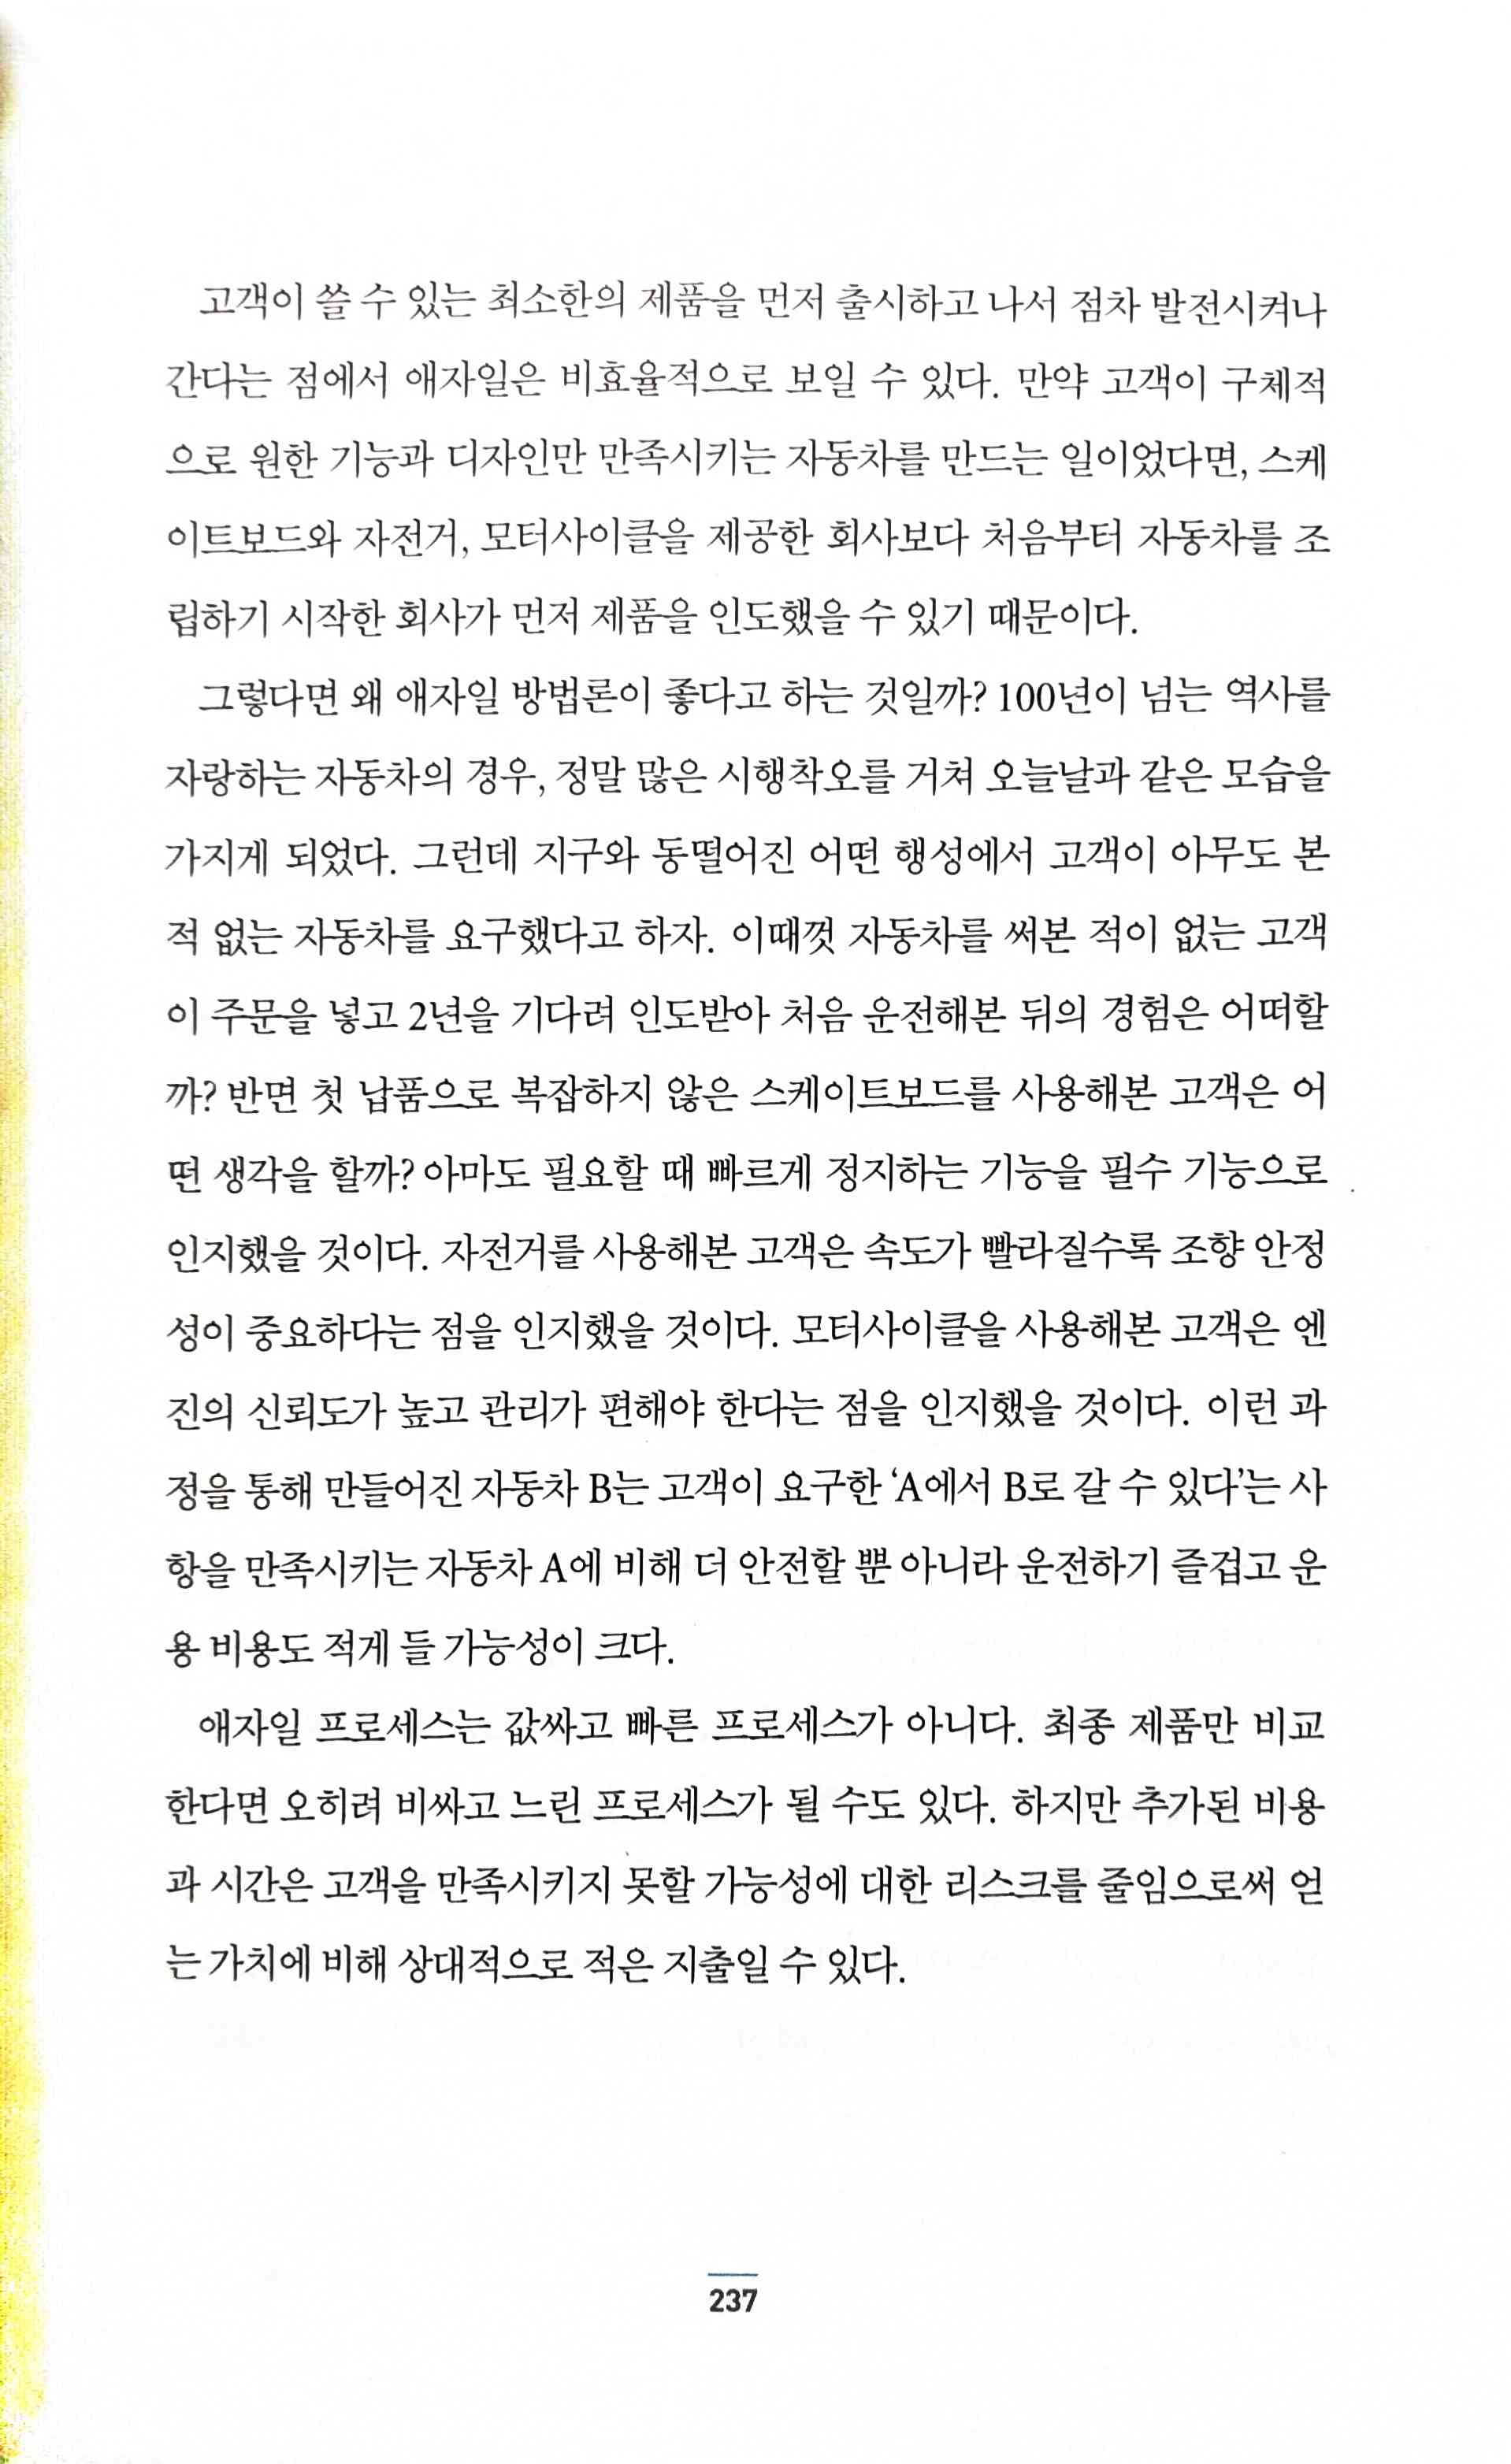 고객이 쓸 수 있는 최소한의 제품을 먼저 출시하고 나서 점차 발전시켜나
간다는 점에서 애자일은 비효율적으로 보일 수 있다. 만약 고객이 구체적
으로 원한 기능과 디자인만 만족시키는 자동차를 만드는 일이었다면, 스케
이트보드와 자전거, 모터사이클을 제공한 회사보다 처음부터 자동차를 조
립하기 시작한 회사가 먼저 제품을 인도했을 수 있기 때문이다.
그렇다면 왜 애자일 방법론이 좋다고 하는 것일까? 100년이 넘는 역사를
자랑하는 자동차의 경우, 정말 많은 시행착오를 거쳐 오늘날과 같은 모습을
가지게 되었다. 그런데 지구와 동떨어진 어떤 행성에서 고객이 아무도 본
적 없는 자동차를 요구했다고 하자. 이때껏 자동차를 써본 적이 없는 고객
이 주문을 넣고 2년을 기다려 인도받아 처음 운전해본 뒤의 경험은 어떠할
까? 반면 첫 납품으로 복잡하지 않은 스케이트보드를 사용해본 고객은 어
떤 생각을 할까? 아마도 필요할 때 빠르게 정지하는 기능을 필수 기능으로
인지했을 것이다. 자전거를 사용해본 고객은 속도가 빨라질수록 조향 안정
성이 중요하다는 점을 인지했을 것이다. 모터사이클을 사용해본 고객은 엔
진의 신뢰도가 높고 관리가 편해야 한다는 점을 인지했을 것이다. 이런 과
정을 통해 만들어진 자동차 B는 고객이 요구한 ‘A에서 B로 갈 수 있다’는 사
항을 만족시키는 자동차 A에 비해 더 안전할 뿐 아니라 운전하기 즐겁고 운
용 비용도 적게 들 가능성이 크다.
애자일 프로세스는 값싸고 빠른 프로세스가 아니다. 최종 제품만 비교
한다면 오히려 비싸고 느린 프로세스가 될 수도 있다. 하지만 추가된 비용
과 시간은 고객을 만족시키지 못할 가능성에 대한 리스크를 줄임으로써 얻
는 가치에 비해 상대적으로 적은 지출일 수 있다.
237